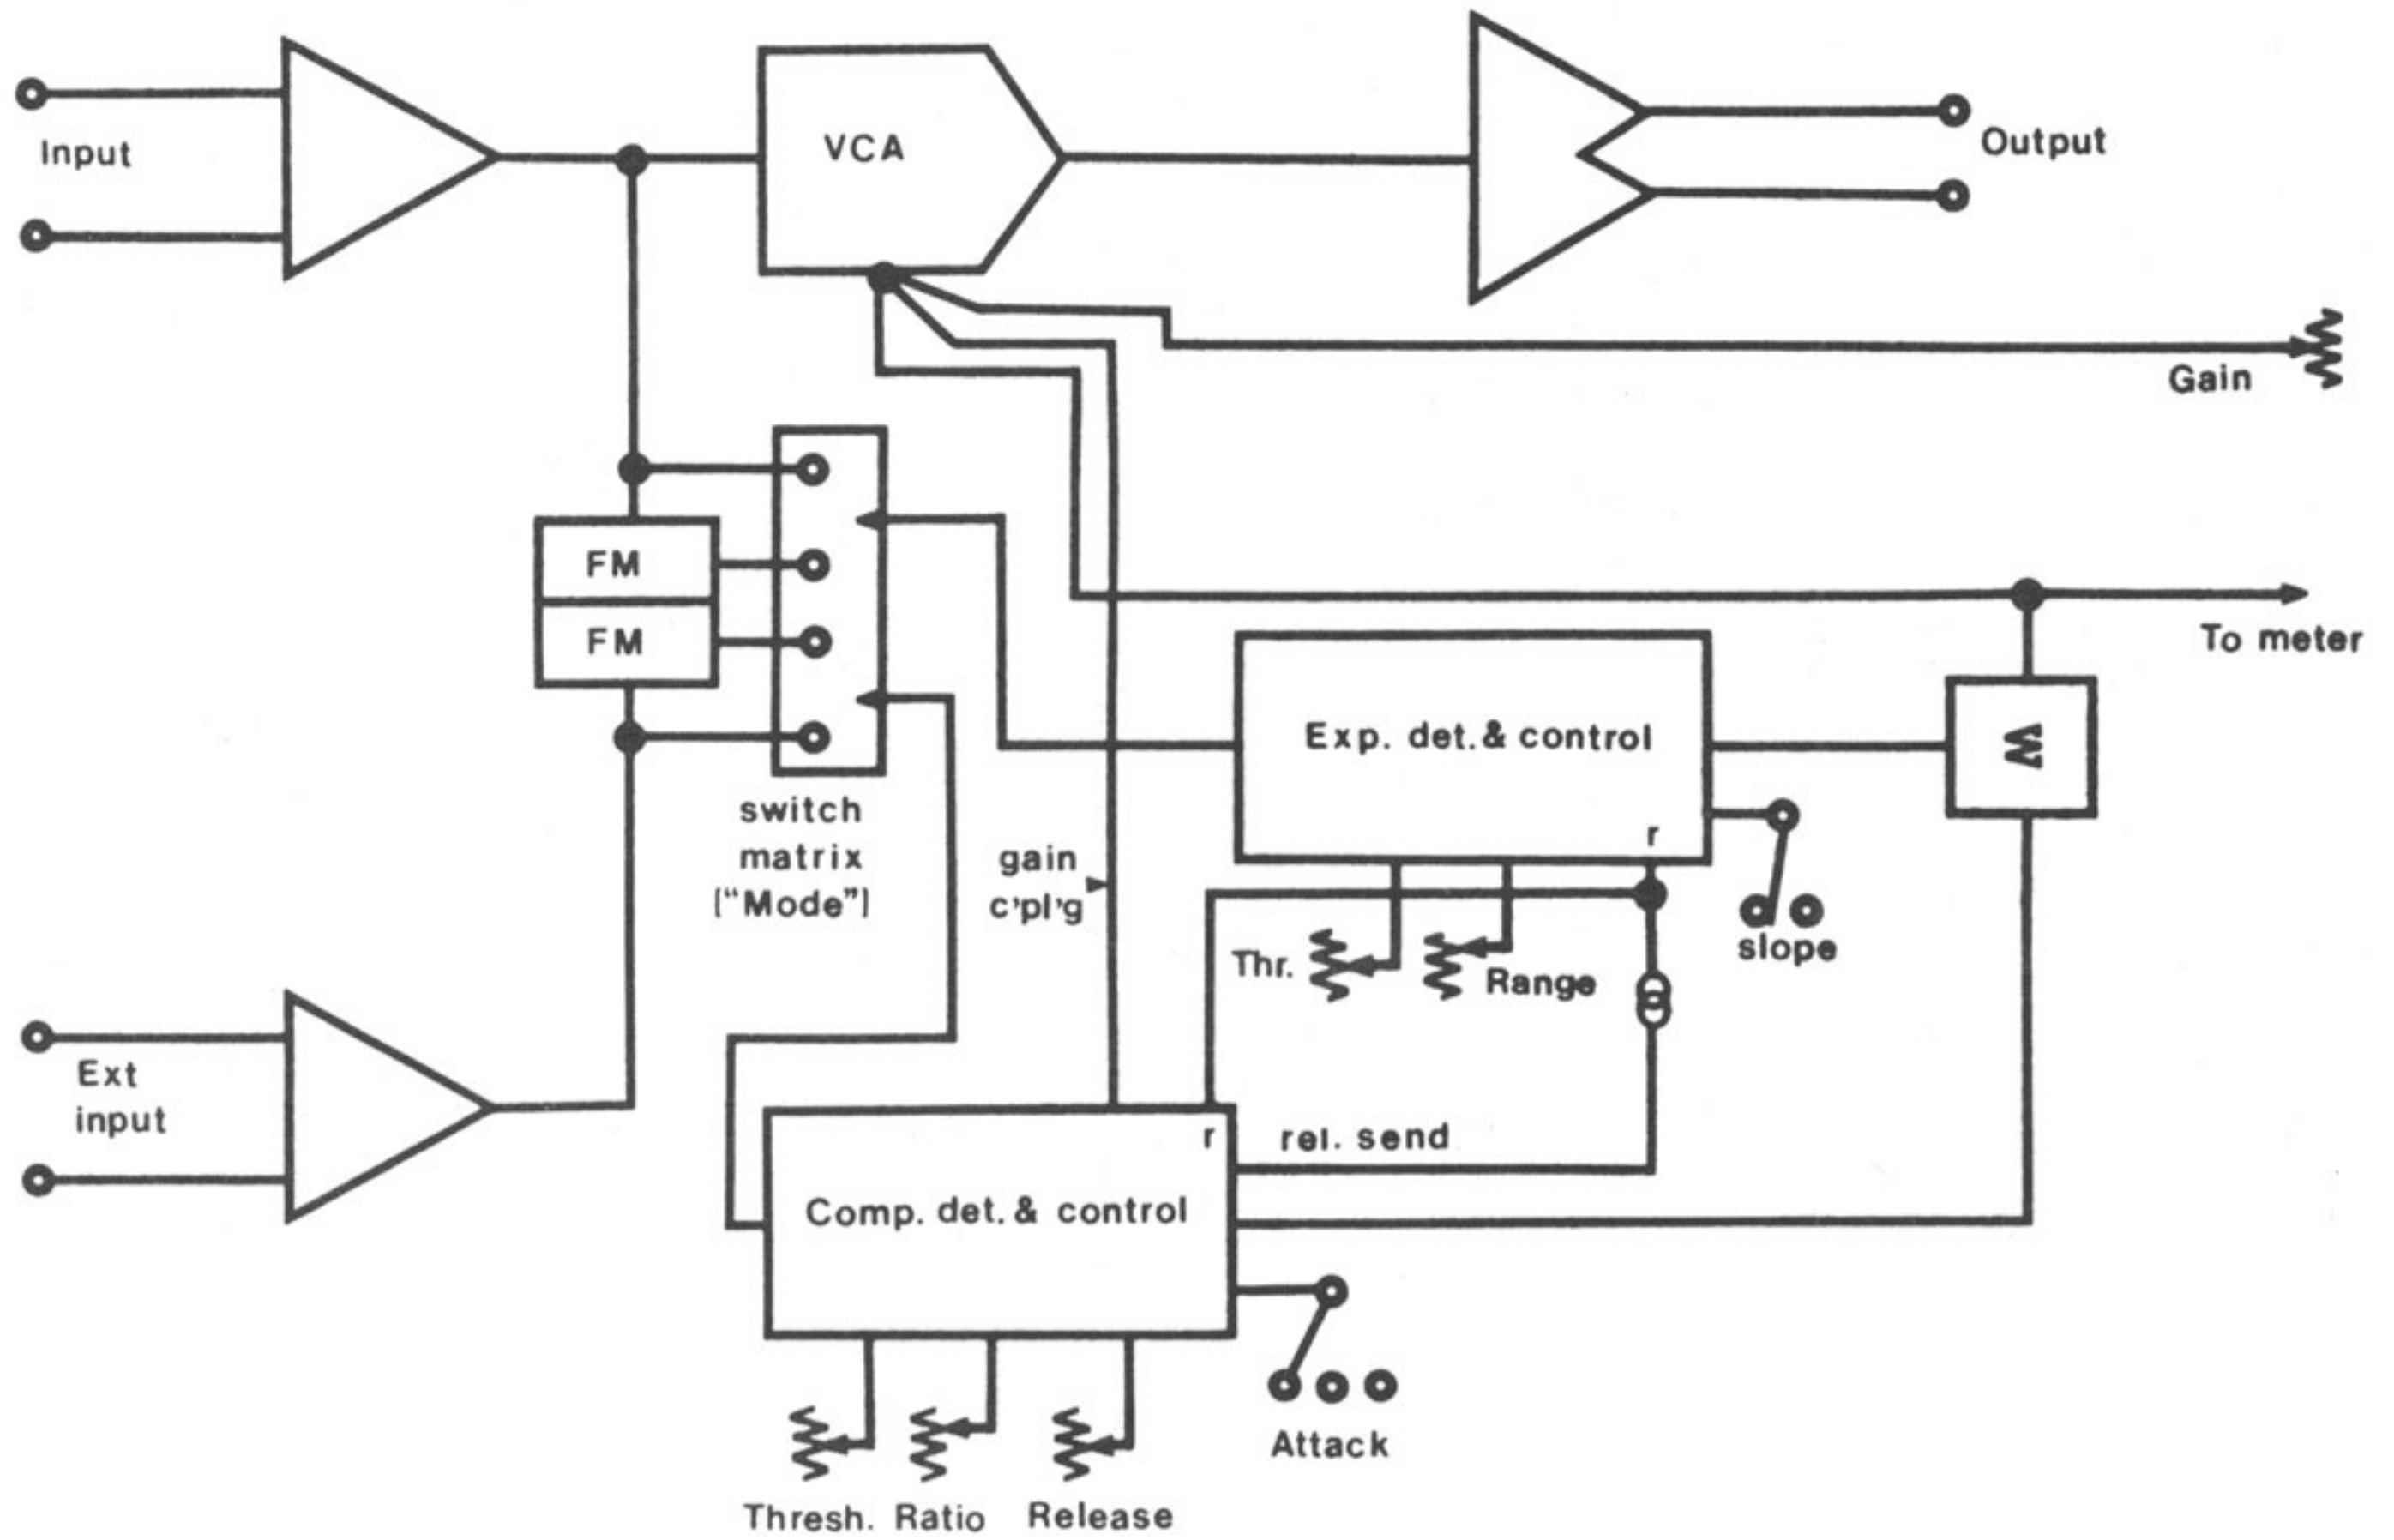 Input
VCA
Output
Gain
FM
FM
To meter
Exp. det. & control
r
switch
matrix
("Mode")
gain
c'pl'g
slope
Thr.
Range
Ext
input
r
rel. send
Comp. det. & control
Attack
Thresh. Ratio Release